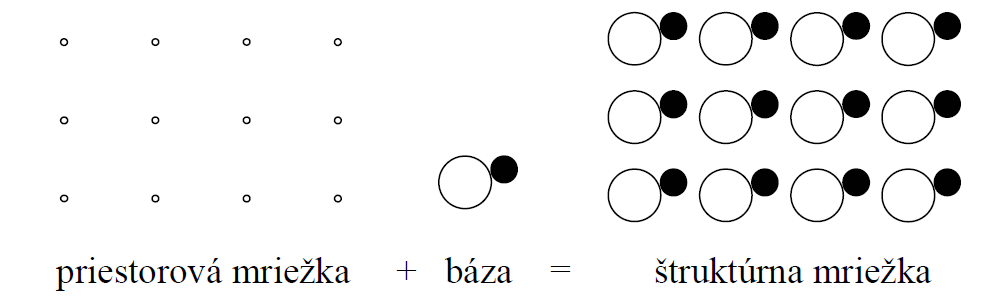 priestorová mriežka + báza = štruktúrna mriežka